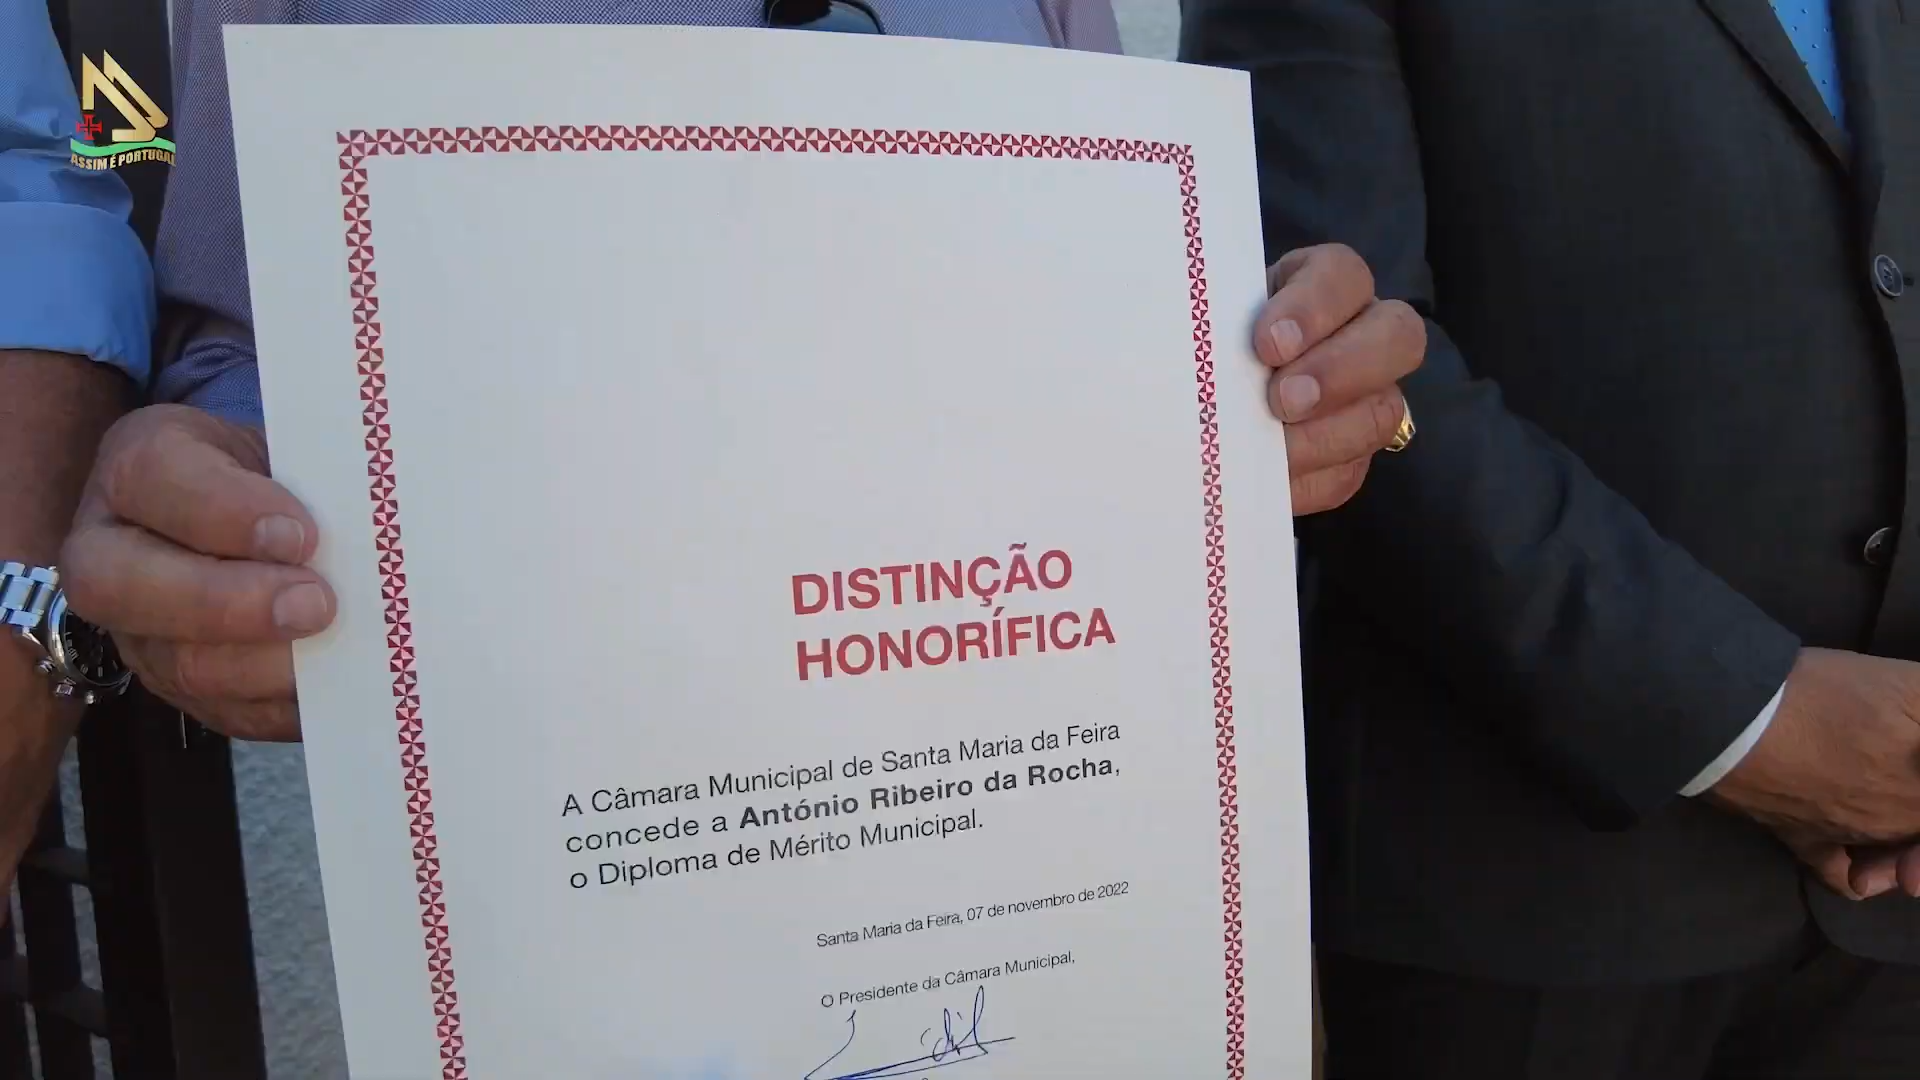 ASSIM É PORTUGAL
DISTINÇÃO
HONORÍFICA
A Câmara Municipal de Santa Maria da Feira
concede a António Ribeiro da Rocha,
o Diploma de Mérito Municipal.
Santa Maria da Feira, 07 de novembro de 2022
O Presidente da Câmara Municipal,